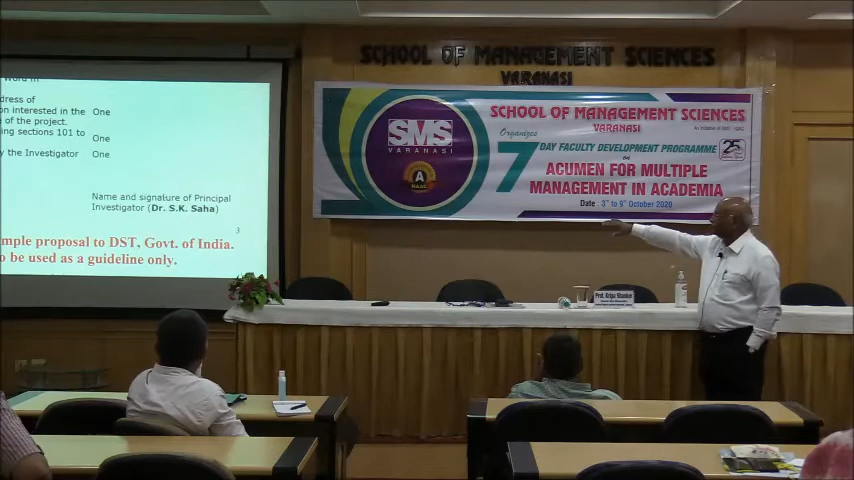 SCHOOL OF MANAGEMENT SCIENCES
VARANASI
SMS
VARANASI
A
NAAC
SCHOOL OF MANAGEMENT SCIENCES
VARANASI
Organizes
7 DAY FACULTY DEVELOPMENT PROGRAMME
on
25
ACUMEN FOR MULTIPLE
MANAGEMENT IN ACADEMIA
Date : 3rd to 9th October 2020
dress of
on interested in the One
of the project.
ing sections 101 to
One
y the Investigator One
Name and signature of Principal
Investigator (Dr. S.K. Saha)
3
mple proposal to DST, Govt. of India.
o be used as a guideline only.
Prof. Kripa Shanker